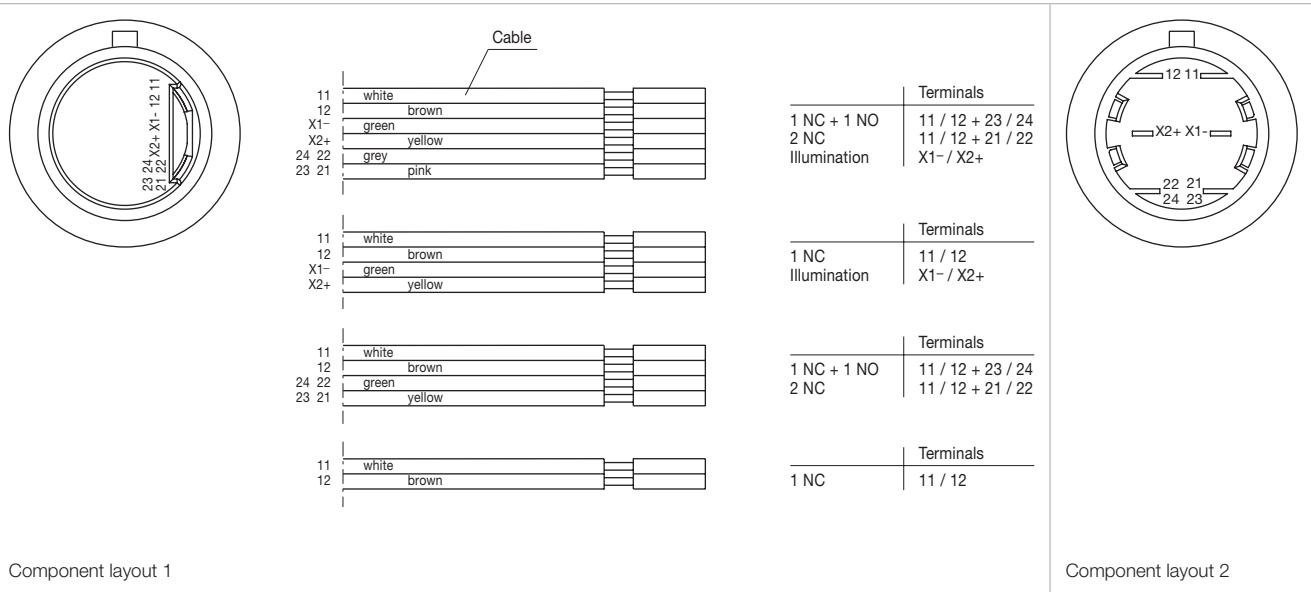 Cable
23 24 X2+ X1- 12 11
21 22
11 white
12 brown
X1– green
X2+ yellow
24 22 grey
23 21 pink
Terminals
1 NC + 1 NO 11 / 12 + 23 / 24
2 NC 11 / 12 + 21 / 22
Illumination X1– / X2+
12 11
X2+ X1-
22 21
24 23
11 white
12 brown
X1– green
X2+ yellow
Terminals
1 NC 11 / 12
Illumination X1– / X2+
11 white
12 brown
24 22 green
23 21 yellow
Terminals
1 NC + 1 NO 11 / 12 + 23 / 24
2 NC 11 / 12 + 21 / 22
11 white
12 brown
Terminals
1 NC 11 / 12
Component layout 1
Component layout 2